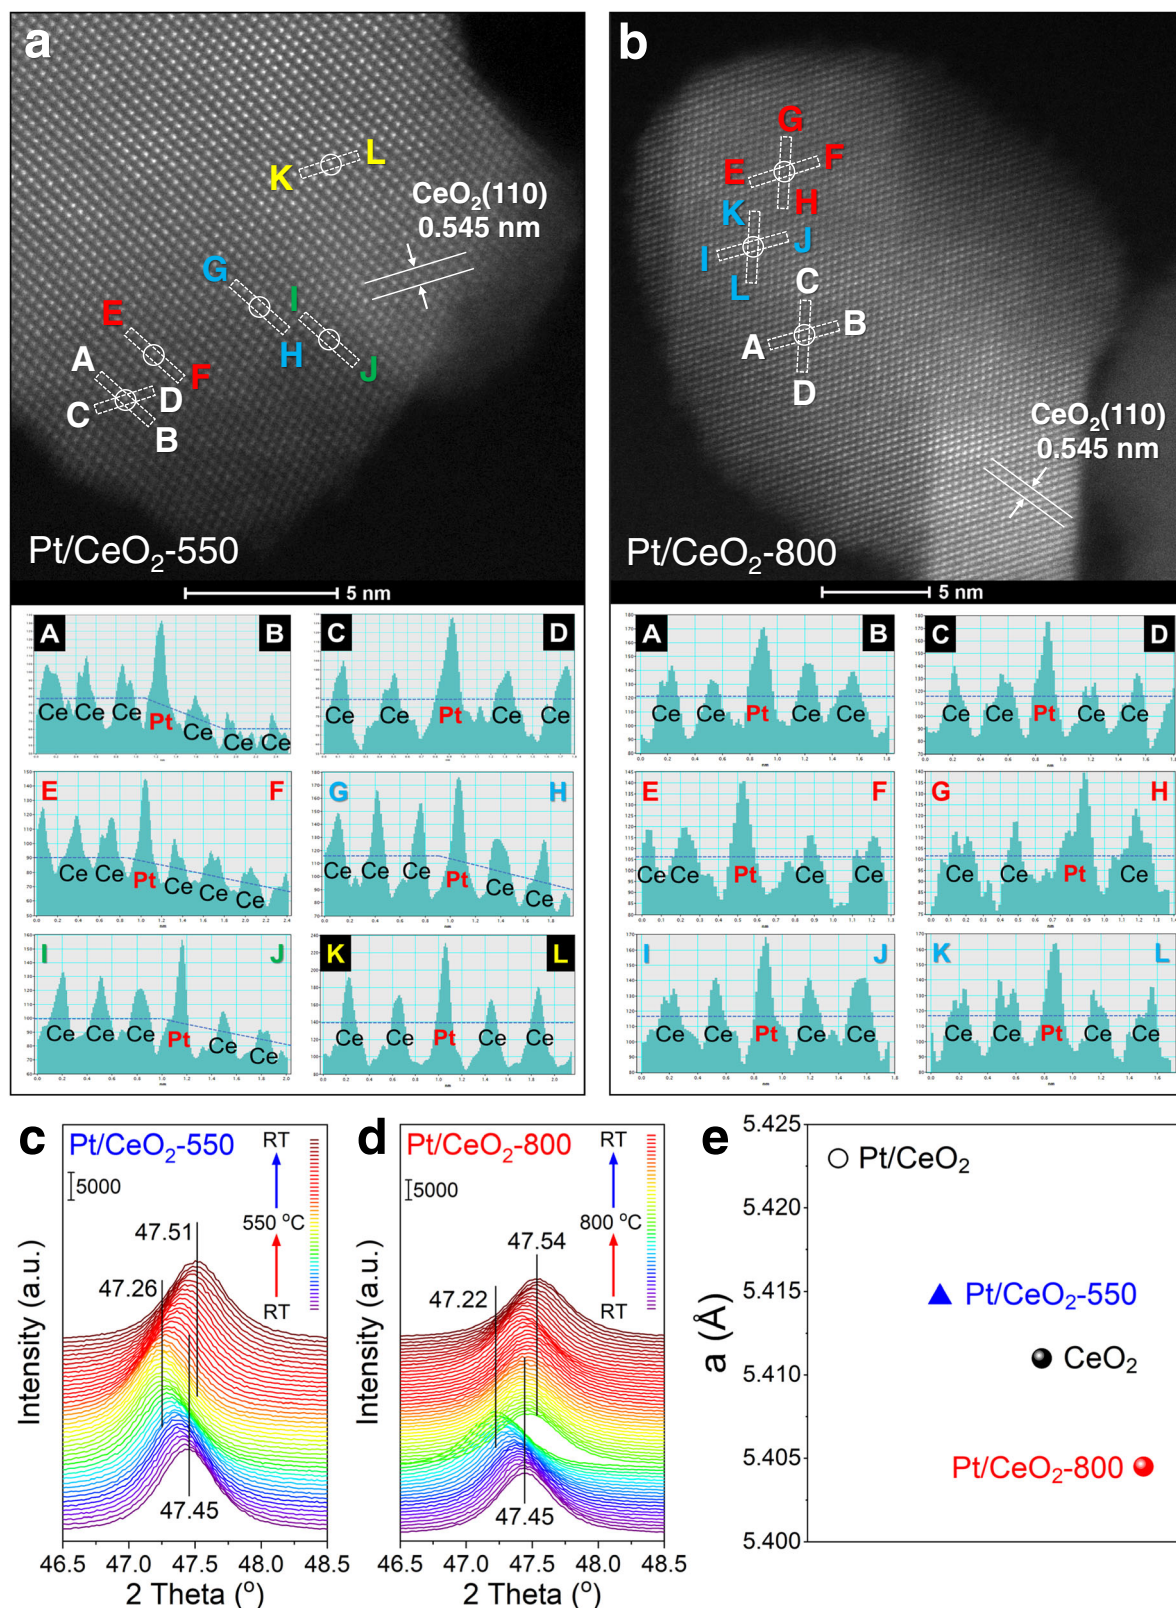 a
K L
CeO2(110)
0.545 nm
G
I
E
H
A
F
J
C D
B
Pt/CeO2-550
5 nm
b
G
E F
K H
I J
L C
A B
D
CeO2(110)
0.545 nm
Pt/CeO2-800
5 nm
A B
Ce Ce Ce Pt Ce Ce Ce
C D
Ce Ce Pt Ce Ce
E F
Ce Ce Pt Ce Ce Ce
G H
Ce Ce Ce Pt Ce Ce
I J
Ce Ce Ce Pt Ce Ce
K L
Ce Ce Pt Ce Ce
A B
Ce Ce Pt Ce Ce
C D
Ce Ce Pt Ce Ce
E F
Ce Ce Pt Ce Ce
G H
Ce Ce Pt Ce
I J
Ce Ce Pt Ce Ce
K L
Ce Ce Pt Ce Ce
c
Pt/CeO2-550
RT
5000
550 °C
47.51
47.26
RT
47.45
Intensity (a.u.)
46.5 47.0 47.5 48.0 48.5
2 Theta (°)
d
Pt/CeO2-800
RT
5000
800 °C
47.54
47.22
RT
47.45
Intensity (a.u.)
46.5 47.0 47.5 48.0 48.5
2 Theta (°)
e
5.425
5.420
5.415
5.410
5.405
5.400
a (Å)
Pt/CeO2
Pt/CeO2-550
CeO2
Pt/CeO2-800